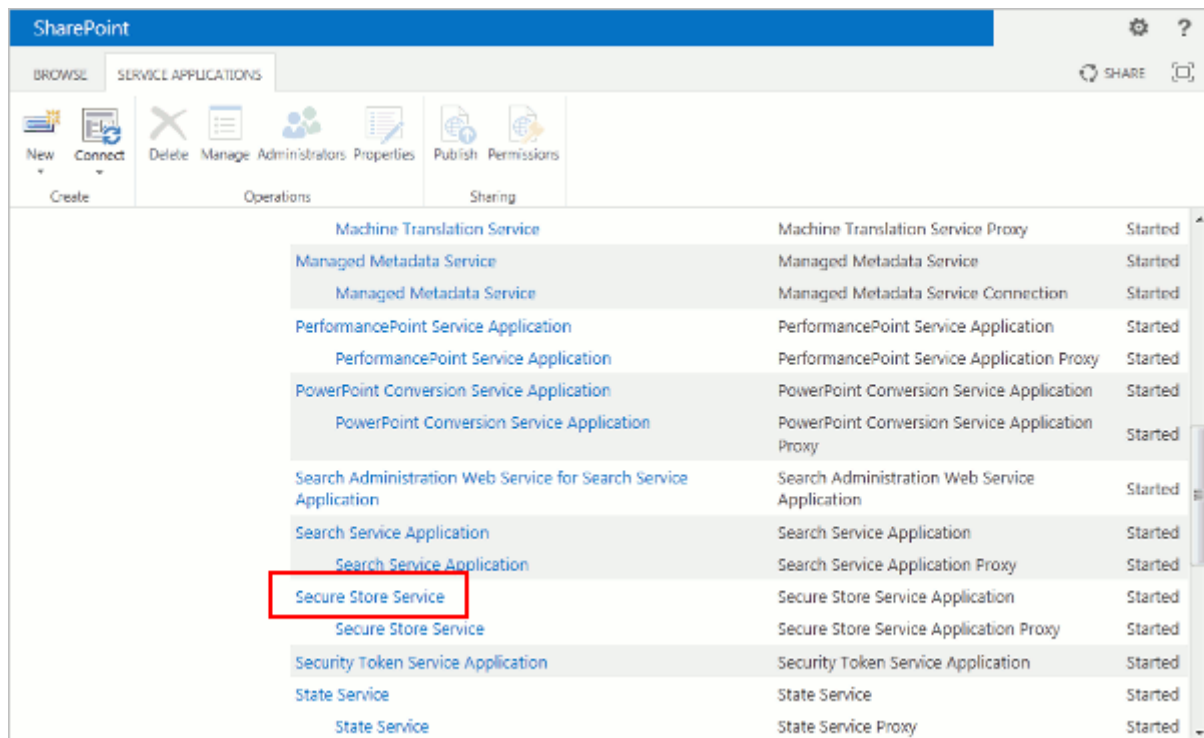 SharePoint ?
BROWSE SERVICE APPLICATIONS SHARE
New Connect Delete Manage Administrators Properties Publish Permissions
Create Operations Sharing
Machine Translation Service Machine Translation Service Proxy Started
Managed Metadata Service Managed Metadata Service Started
Managed Metadata Service Managed Metadata Service Connection Started
PerformancePoint Service Application PerformancePoint Service Application Started
PerformancePoint Service Application PerformancePoint Service Application Proxy Started
PowerPoint Conversion Service Application PowerPoint Conversion Service Application Started
PowerPoint Conversion Service Application PowerPoint Conversion Service Application
Proxy Started
Search Administration Web Service for Search Service Search Administration Web Service
Application Application Started
Search Service Application Search Service Application Started
Search Service Application Search Service Application Proxy Started
Secure Store Service Secure Store Service Application Started
Secure Store Service Secure Store Service Application Proxy Started
Security Token Service Application Security Token Service Application Started
State Service State Service Started
State Service State Service Proxy Started